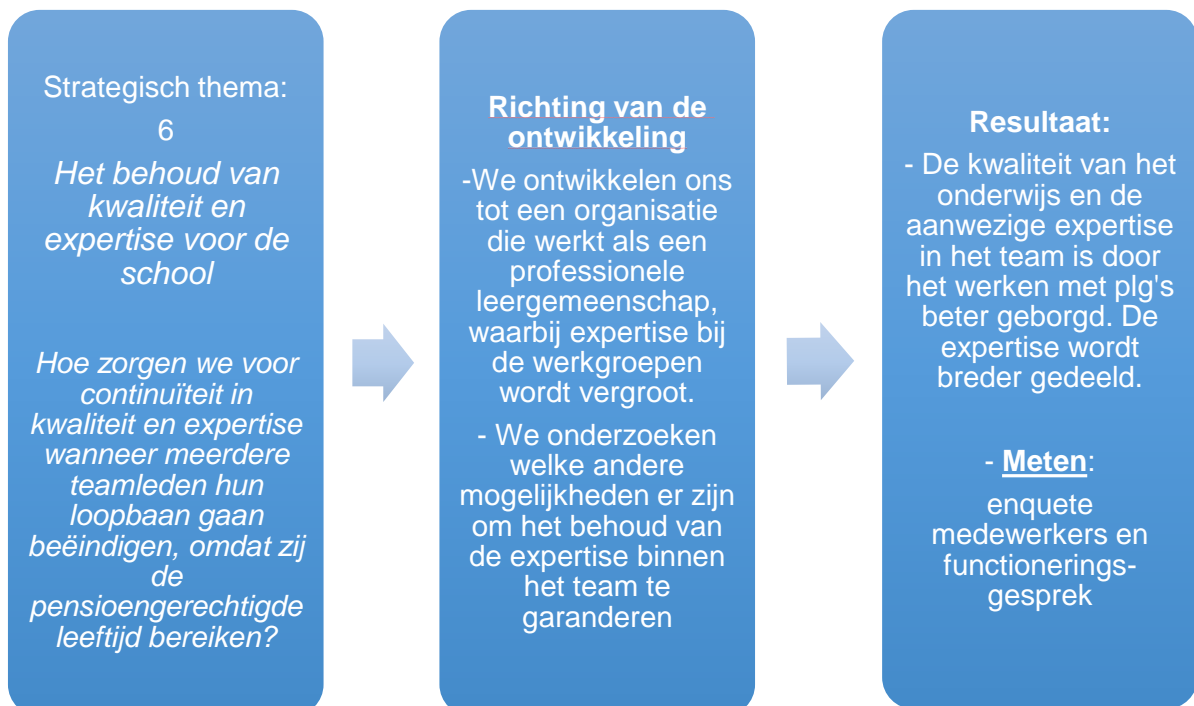 Strategisch thema:
6
Het behoud van
kwaliteit en
expertise voor de
school
Hoe zorgen we voor
continuïteit in
kwaliteit en expertise
wanneer meerdere
teamleden hun
loopbaan gaan
beëindigen, omdat zij
de
pensioengerechtigde
leeftijd bereiken?
Richting van de
ontwikkeling
-We ontwikkelen ons
tot een organisatie
die werkt als een
professionele
leergemeenschap,
waarbij expertise bij
de werkgroepen
wordt vergroot.
- We onderzoeken
welke andere
mogelijkheden er zijn
om het behoud van
de expertise binnen
het team te
garanderen
Resultaat:
- De kwaliteit van het
onderwijs en de
aanwezige expertise
in het team is door
het werken met plg's
beter geborgd. De
expertise wordt
breder gedeeld.
- Meten:
enquete
medewerkers en
functionerings-
gesprek